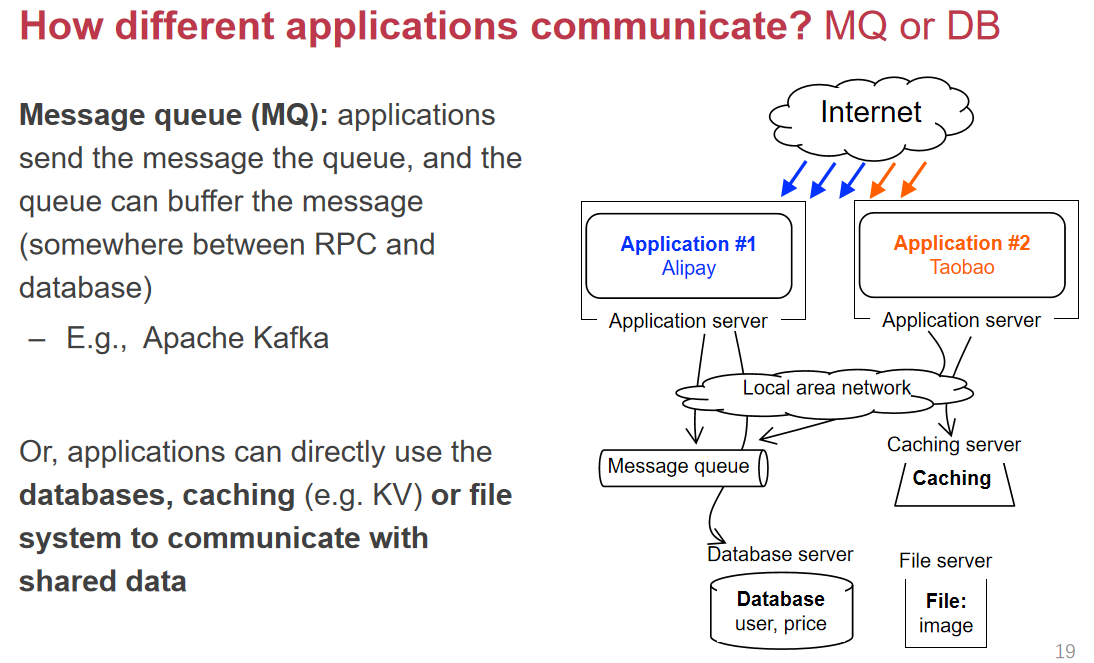 How different applications communicate? MQ or DB
Message queue (MQ): applications
send the message the queue, and the
queue can buffer the message
(somewhere between RPC and
database)
– E.g., Apache Kafka
Or, applications can directly use the
databases, caching (e.g. KV) or file
system to communicate with
shared data
Internet
Application #1
Alipay
Application server
Application #2
Taobao
Application server
Local area network
Message queue
Caching server
Caching
Database server
Database
user, price
File server
File:
image
19